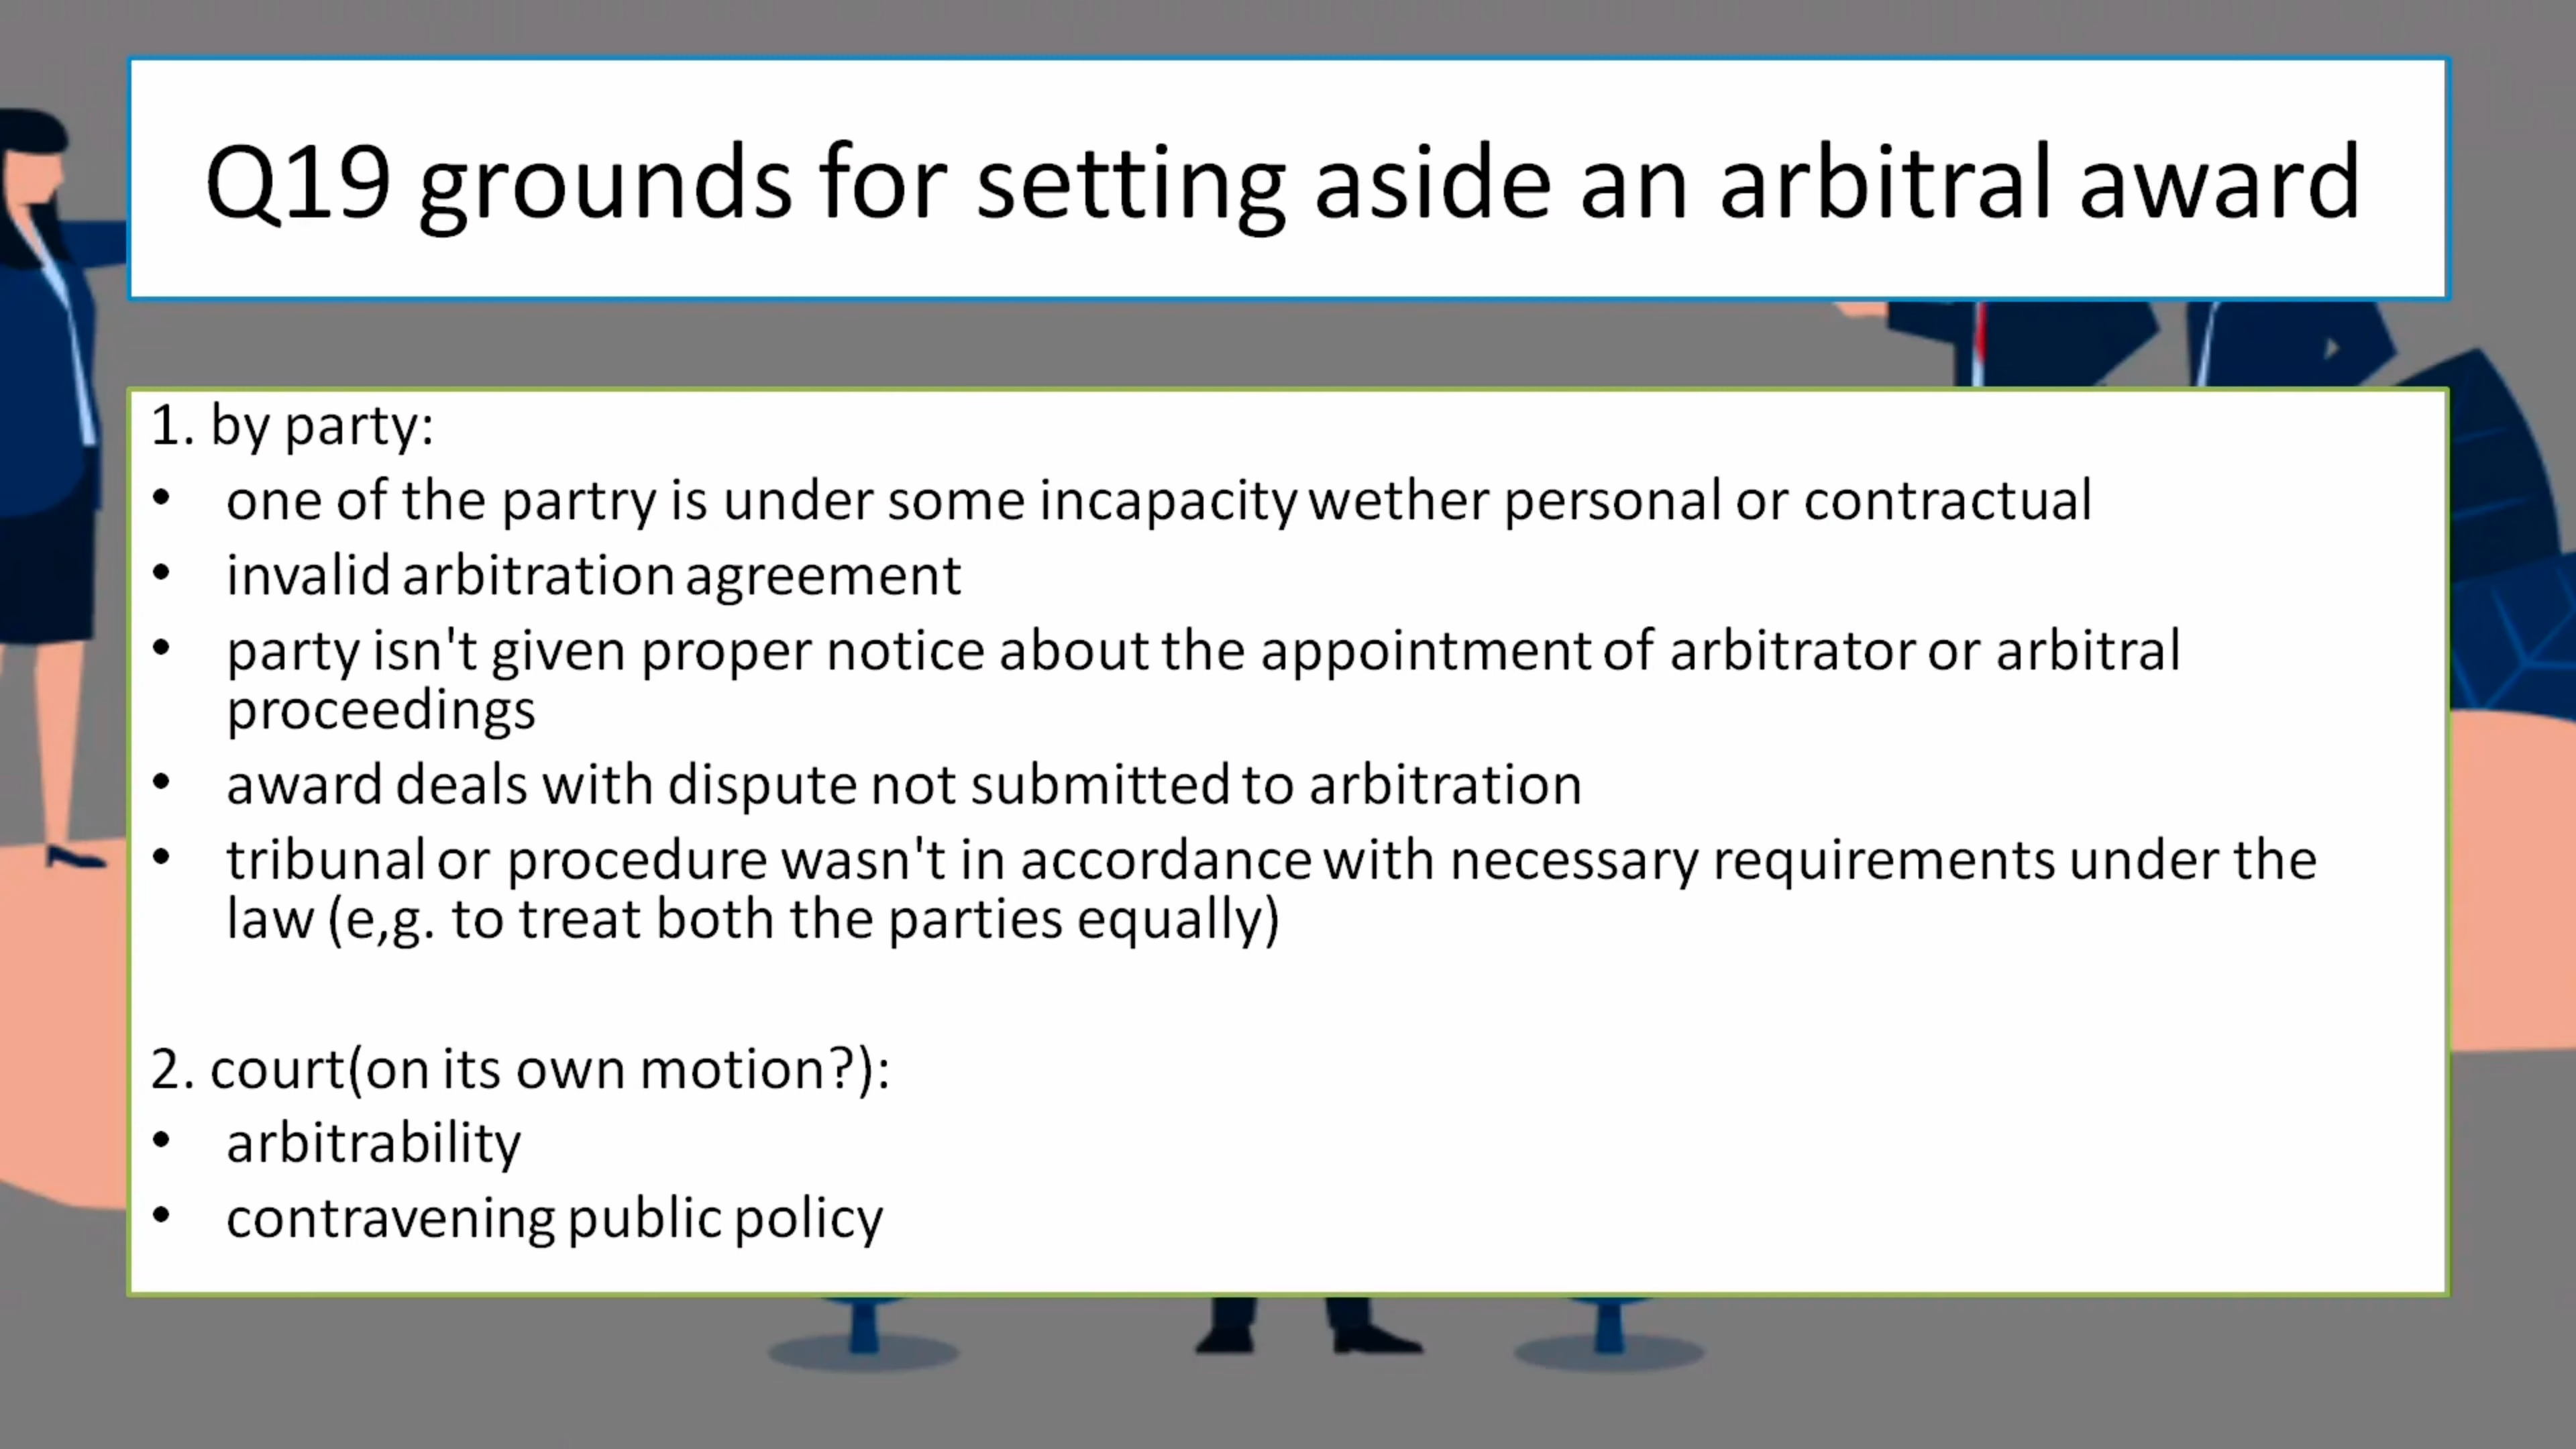 Q19 grounds for setting aside an arbitral award
1. by party:
• one of the partry is under some incapacity wether personal or contractual
• invalid arbitration agreement
• party isn't given proper notice about the appointment of arbitrator or arbitral
proceedings
• award deals with dispute not submitted to arbitration
• tribunal or procedure wasn't in accordance with necessary requirements under the
law (e,g. to treat both the parties equally)
2. court(on its own motion?):
• arbitrability
• contravening public policy